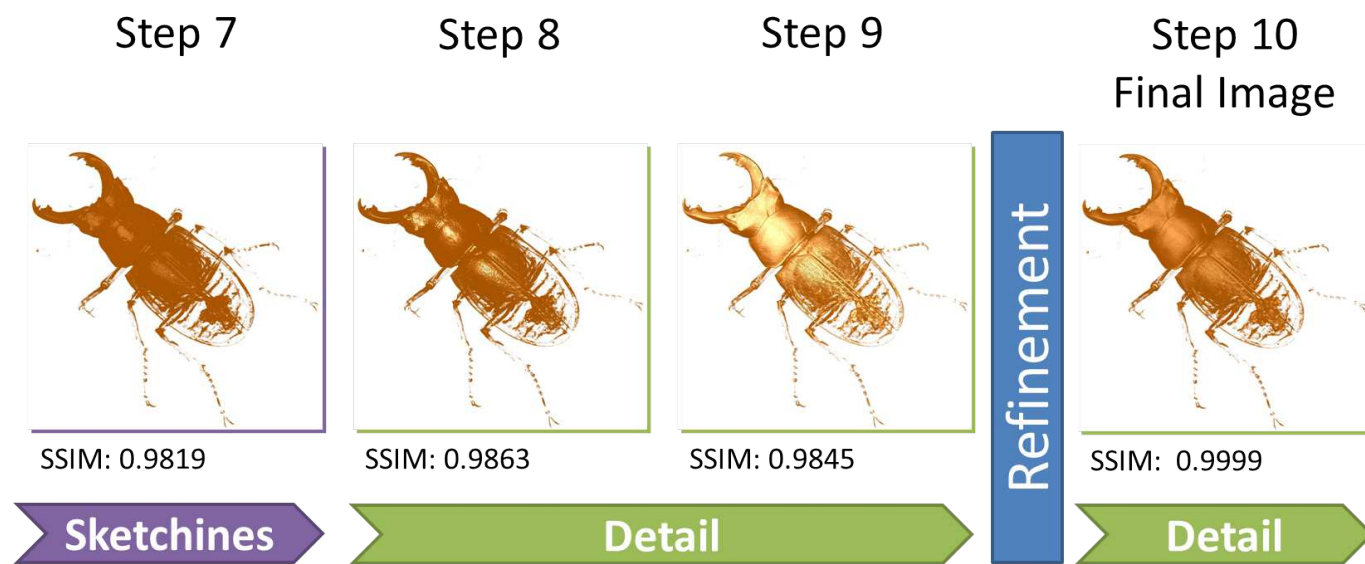 Step 7
Step 8
Step 9
Step 10
Final Image
SSIM: 0.9819
SSIM: 0.9863
SSIM: 0.9845
Refinement
SSIM: 0.9999
Sketchines
Detail
Detail